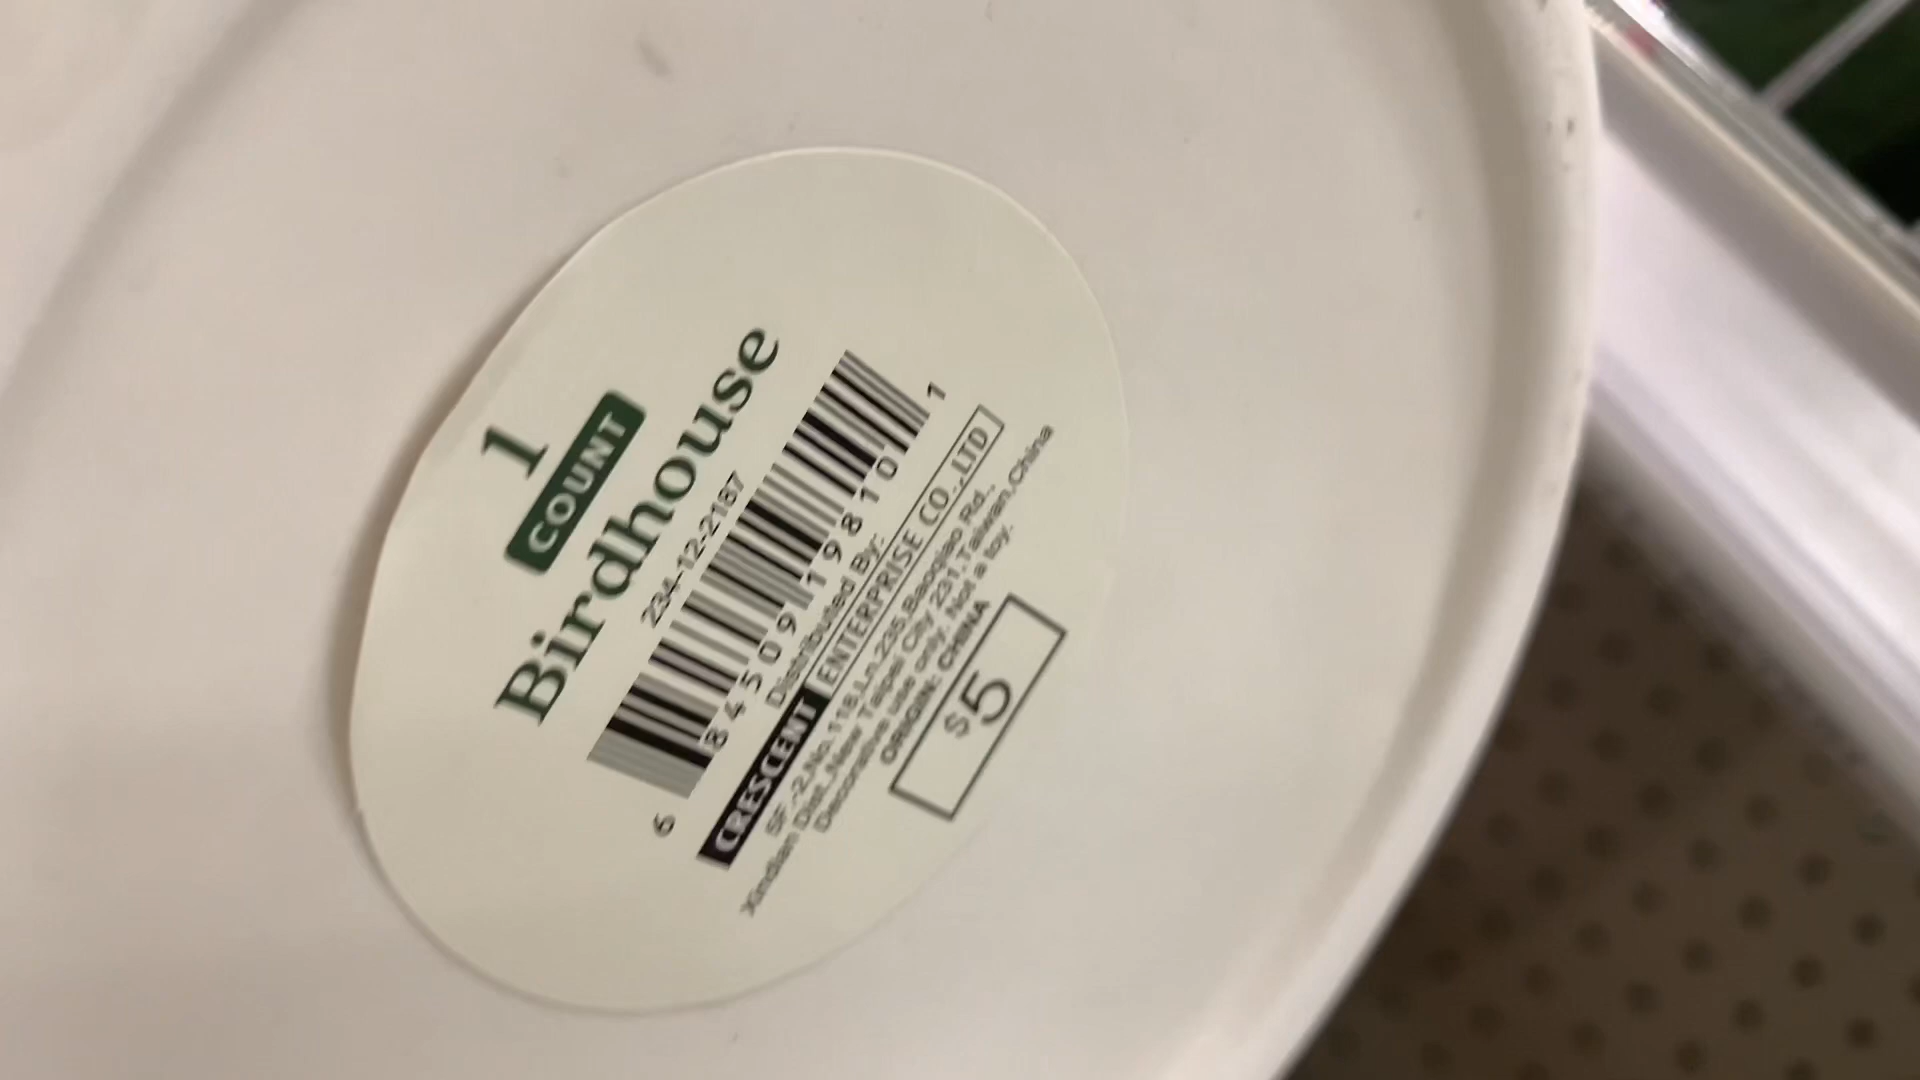 1
COUNT
Birdhouse
234-12-2187
6 84509 19810 1
Distributed By:
CRESCENT ENTERPRISE CO.,LTD
5F.-2,No.118,Ln.235,Baoqiao Rd.,
Xindian Dist.,New Taipei City 231,Taiwan,China
Decorative use only. Not a toy.
ORIGIN: CHINA
$5